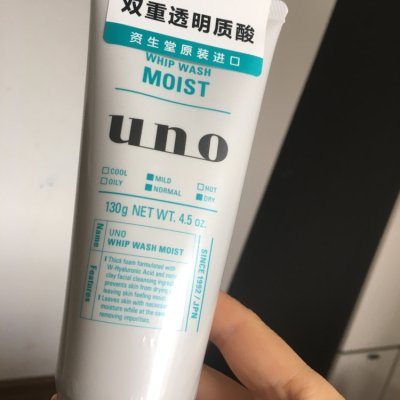 双重透明质酸
资生堂原装进口
WHIP WASH
MOIST
uno
COOL MILD HOT
OILY NORMAL DRY
130g NET WT. 4.5 OZ.
Name
UNO
WHIP WASH MOIST
Features
Thick foam formulated with
W-Hyaluronic Acid and
clay facial cleansing
prevents skin from drying
leaving skin feeling
Leaves skin with
moisture while at the
removing impurities.
SINCE 1992 / JPN